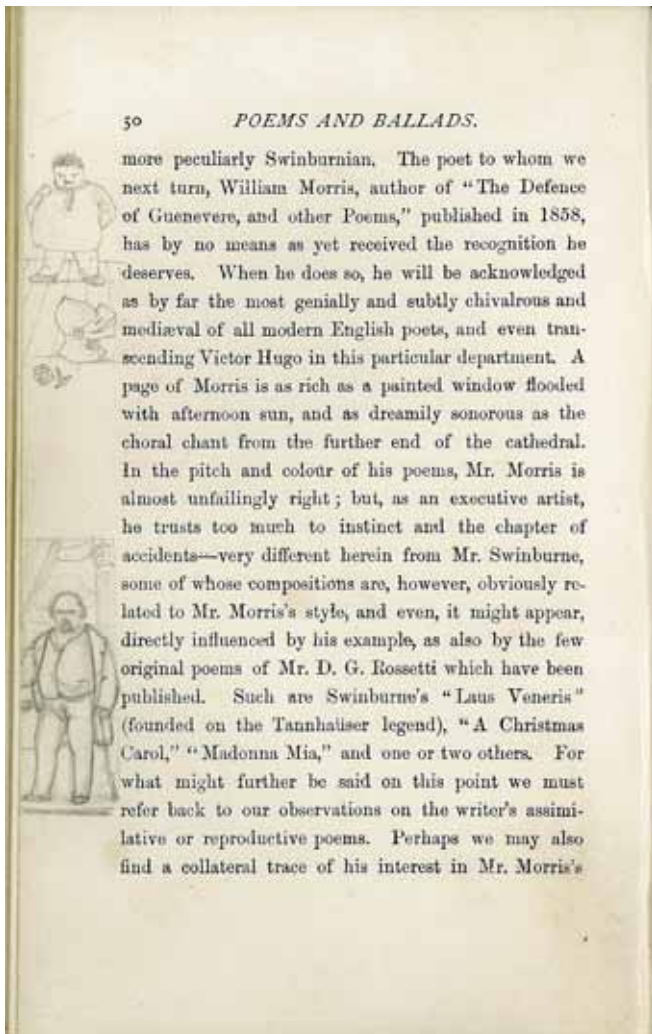 50 POEMS AND BALLADS.
more peculiarly Swinburnian. The poet to whom we
next turn, William Morris, author of "The Defence
of Guenevere, and other Poems," published in 1858,
has by no means as yet received the recognition he
deserves. When he does so, he will be acknowledged
as by far the most genially and subtly chivalrous and
mediæval of all modern English poets, and even tran-
scending Victor Hugo in this particular department. A
page of Morris is as rich as a painted window flooded
with afternoon sun, and as dreamily sonorous as the
choral chant from the further end of the cathedral.
In the pitch and colour of his poems, Mr. Morris is
almost unfailingly right; but, as an executive artist,
he trusts too much to instinct and the chapter of
accidents—very different herein from Mr. Swinburne,
some of whose compositions are, however, obviously re-
lated to Mr. Morris's style, and even, it might appear,
directly influenced by his example, as also by the few
original poems of Mr. D. G. Rossetti which have been
published. Such are Swinburne's "Laus Veneris"
(founded on the Tannhaüser legend), "A Christmas
Carol," "Madonna Mia," and one or two others. For
what might further be said on this point we must
refer back to our observations on the writer's assimi-
lative or reproductive poems. Perhaps we may also
find a collateral trace of his interest in Mr. Morris's